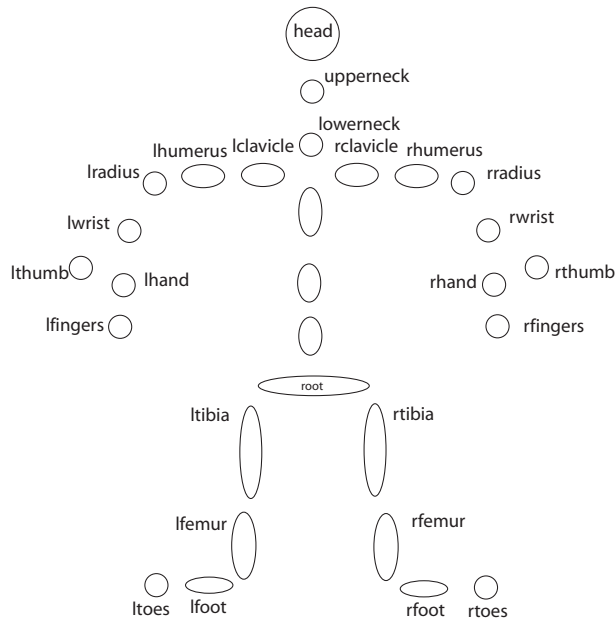 head
upperneck
lowerneck
lclavicle rclavicle
lhumerus rhumerus
lradius rradius
lwrist rwrist
lthumb lhand rhand rthumb
lfingers rfingers
root
ltibia rtibia
lfemur rfemur
ltoes lfoot rfoot rtoes